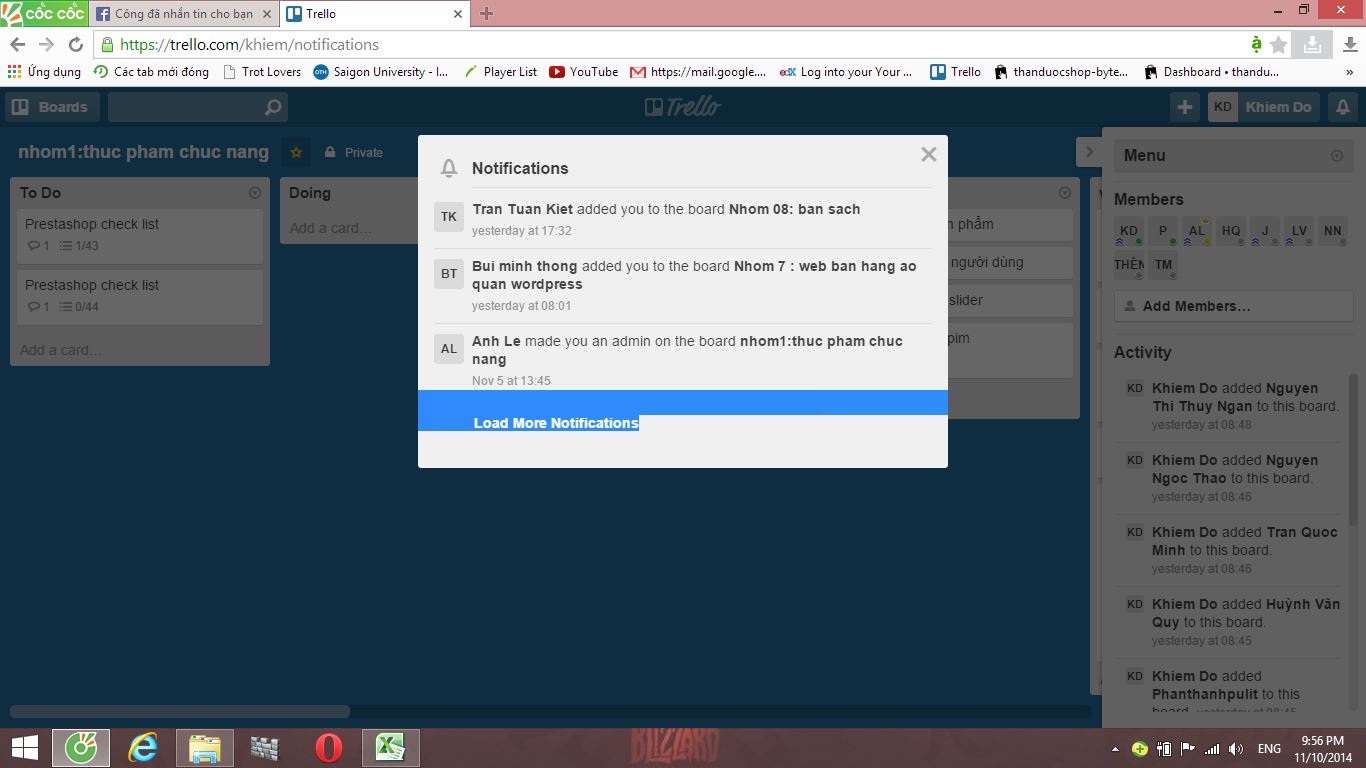 cốc cốc
Công đã nhắn tin cho bạn
Trello
https://trello.com/khiem/notifications
Ứng dụng
Các tab mới đóng
Trot Lovers
Saigon University - I...
Player List
YouTube
https://mail.google....
edX
Log into your Your ...
Trello
thanduocshop-byte...
Dashboard • thandu...
»
Boards
Trello
KD
Khiem Do
nhom1:thuc pham chuc nang
Private
To Do
Prestashop check list
1
1/43
Prestashop check list
1
0/44
Add a card...
Doing
Add a card...
Notifications
TK
Tran Tuan Kiet added you to the board Nhom 08: ban sach
yesterday at 17:32
BT
Bui minh thong added you to the board Nhom 7 : web ban hang ao
quan wordpress
yesterday at 08:01
AL
Anh Le made you an admin on the board nhom1:thuc pham chuc
nang
Nov 5 at 13:45
Load More Notifications
phẩm
người dùng
slider
pim
Menu
Members
KD
P
AL
HQ
J
LV
NN
THÊN
TM
Add Members...
Activity
KD
Khiem Do added Nguyen
Thi Thuy Ngan to this board.
yesterday at 08:48
KD
Khiem Do added Nguyen
Ngoc Thao to this board.
yesterday at 08:46
KD
Khiem Do added Tran Quoc
Minh to this board.
yesterday at 08:46
KD
Khiem Do added Huỳnh Văn
Quy to this board.
yesterday at 08:45
KD
Khiem Do added
Phanthanhpulit to this
board. yesterday at 08:45
BLIZZARD
ENG
9:56 PM
11/10/2014